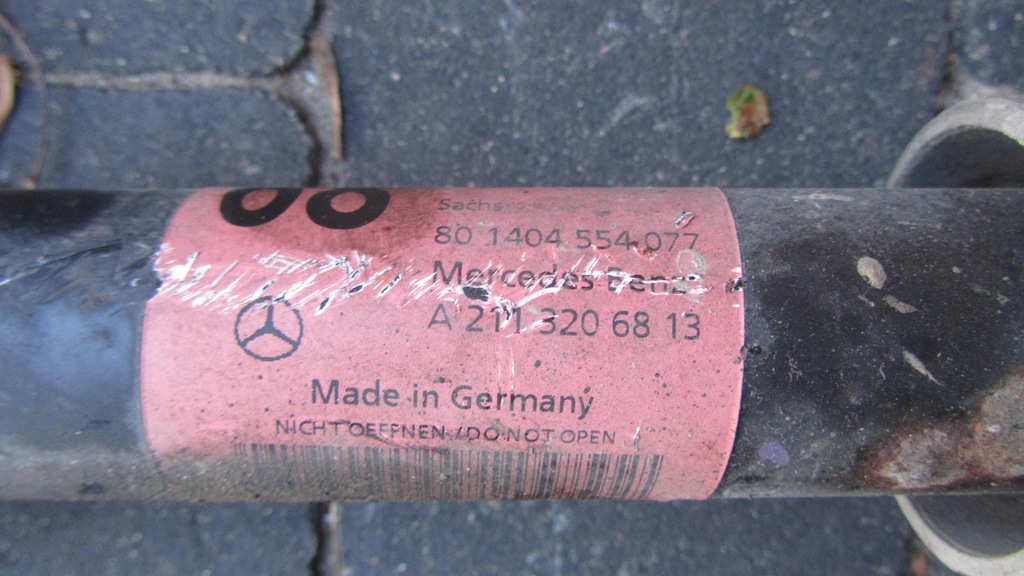 Sachs
80 1404 554 077
Mercedes Benz
A 211 320 68 13
Made in Germany
NICHT OEFFNEN / DO NOT OPEN